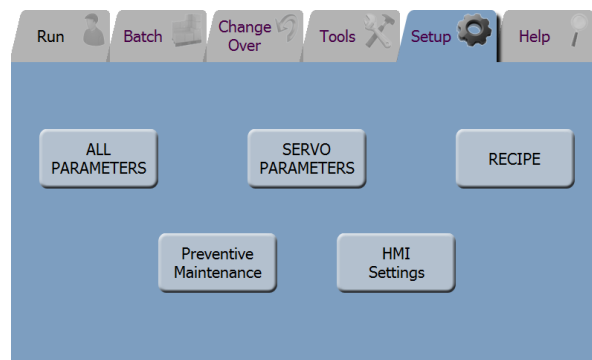 Run
Batch
Change
Over
Tools
Setup
Help
ALL
PARAMETERS
SERVO
PARAMETERS
RECIPE
Preventive
Maintenance
HMI
Settings